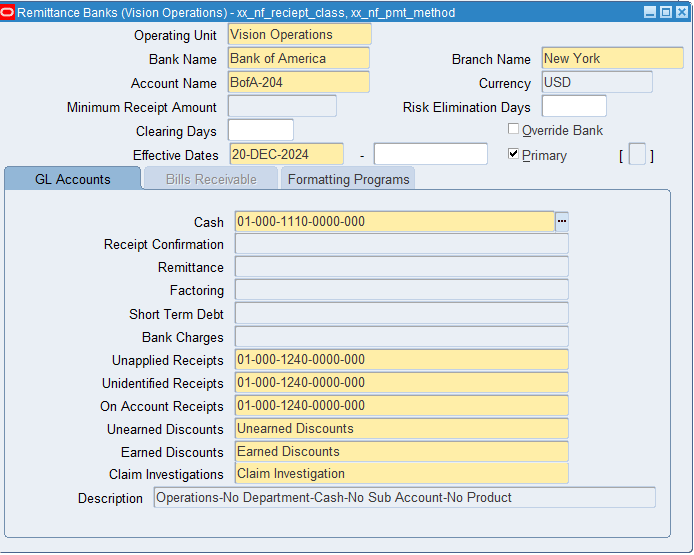 Remittance Banks (Vision Operations) - xx_nf_reciept_class, xx_nf_pmt_method
Operating Unit Vision Operations
Bank Name Bank of America Branch Name New York
Account Name BofA-204 Currency USD
Minimum Receipt Amount Risk Elimination Days
Clearing Days Override Bank
Effective Dates 20-DEC-2024 - Primary [ ]
GL Accounts Bills Receivable Formatting Programs
Cash 01-000-1110-0000-000 ...
Receipt Confirmation
Remittance
Factoring
Short Term Debt
Bank Charges
Unapplied Receipts 01-000-1240-0000-000
Unidentified Receipts 01-000-1240-0000-000
On Account Receipts 01-000-1240-0000-000
Unearned Discounts Unearned Discounts
Earned Discounts Earned Discounts
Claim Investigations Claim Investigation
Description Operations-No Department-Cash-No Sub Account-No Product